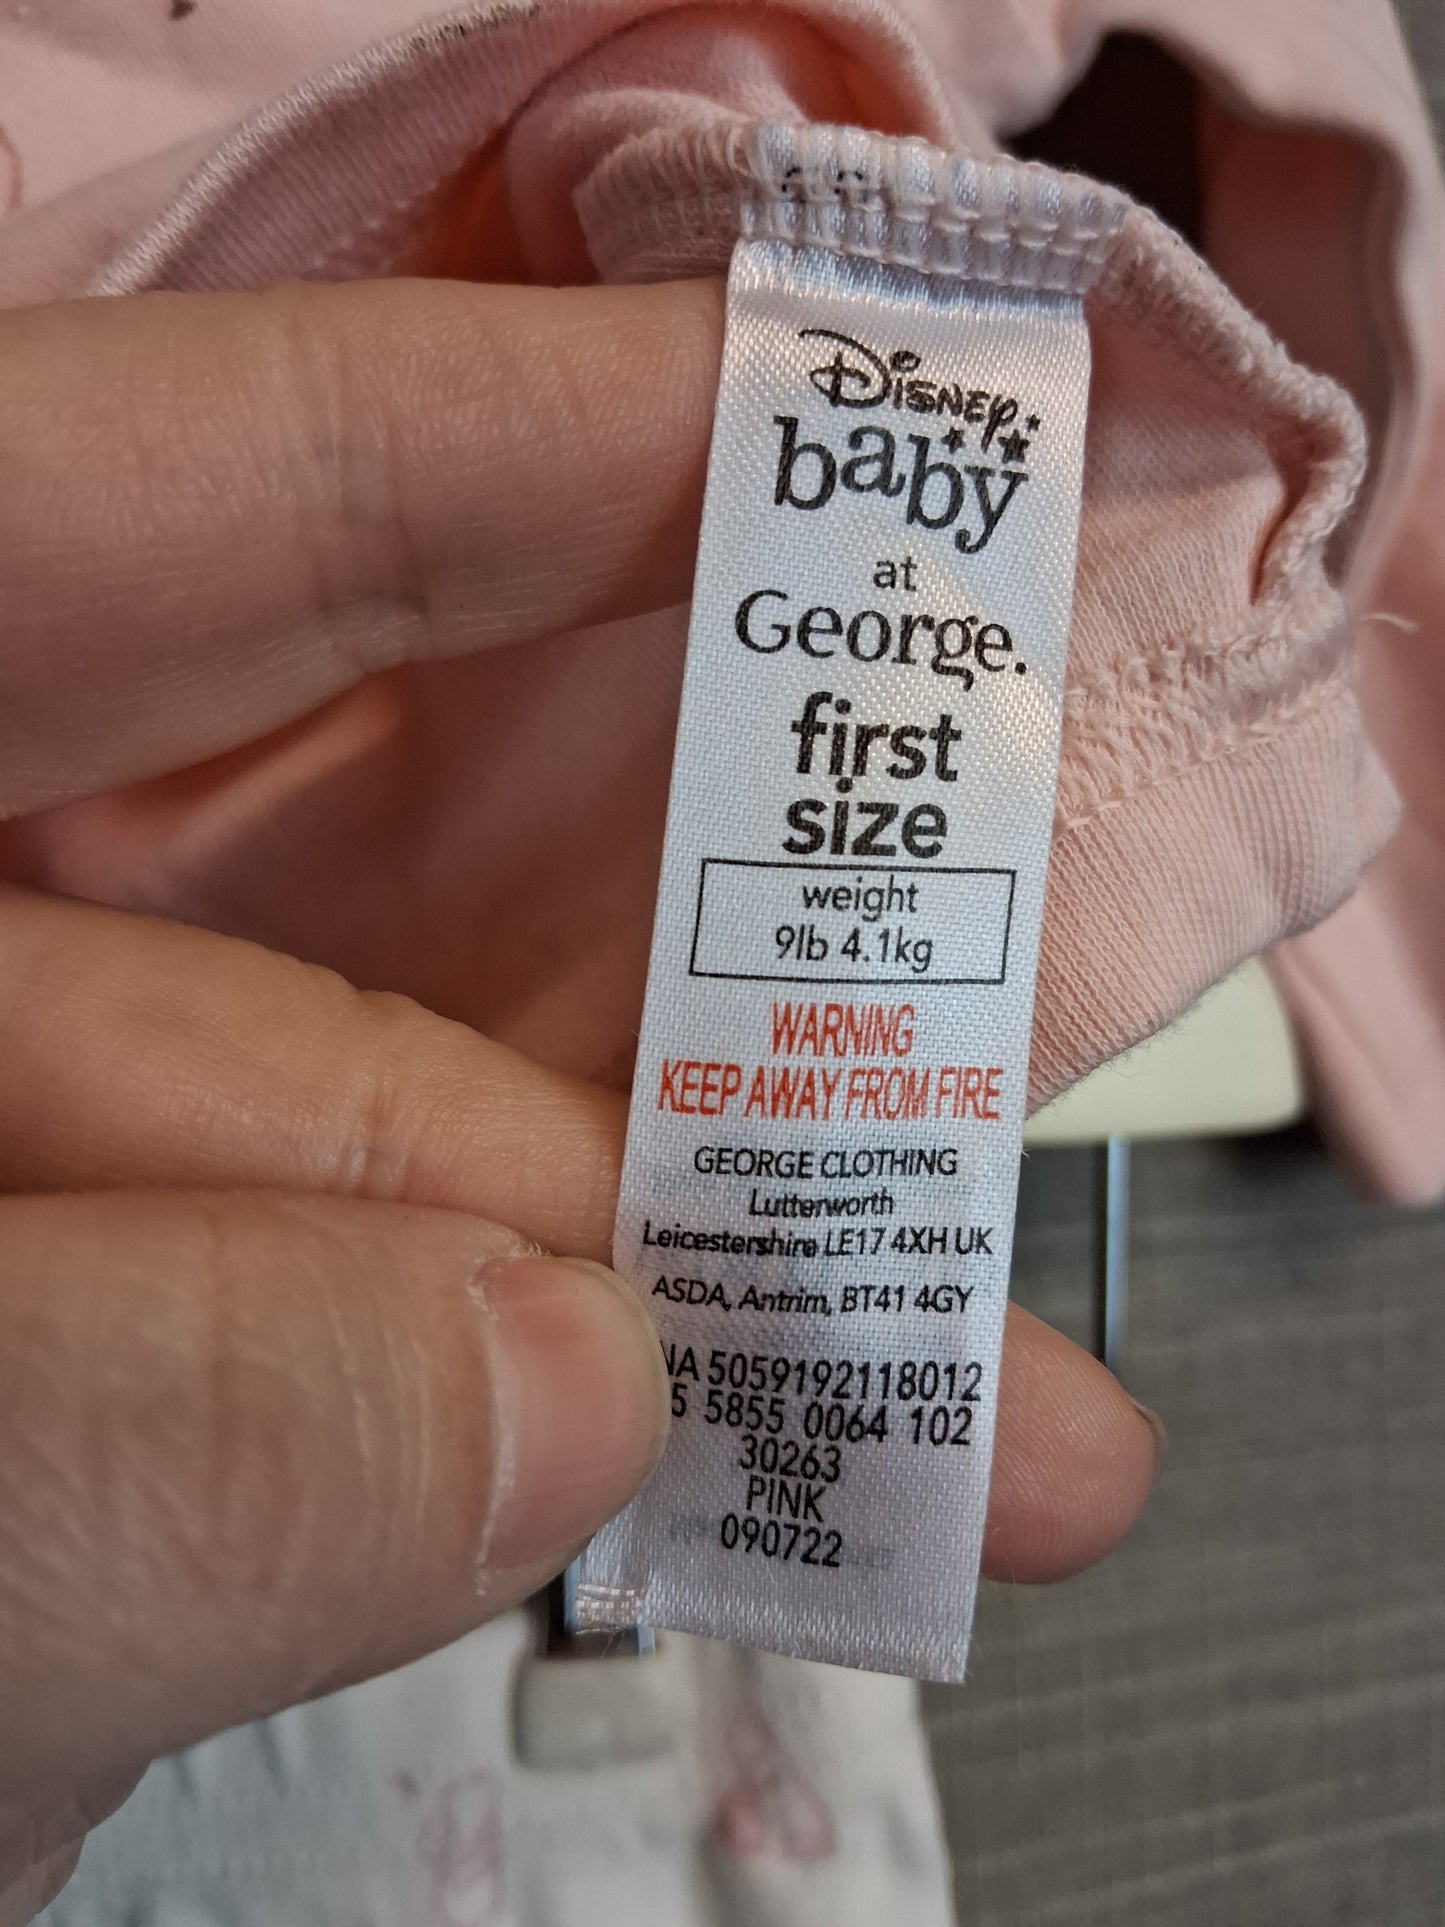 Disney
baby
at
George.
first
size
weight
9lb 4.1kg
WARNING
KEEP AWAY FROM FIRE
GEORGE CLOTHING
Lutterworth
Leicestershire LE17 4XH UK
ASDA, Antrim, BT41 4GY
5059192118012
5 5855 0064 102
30263
PINK
090722